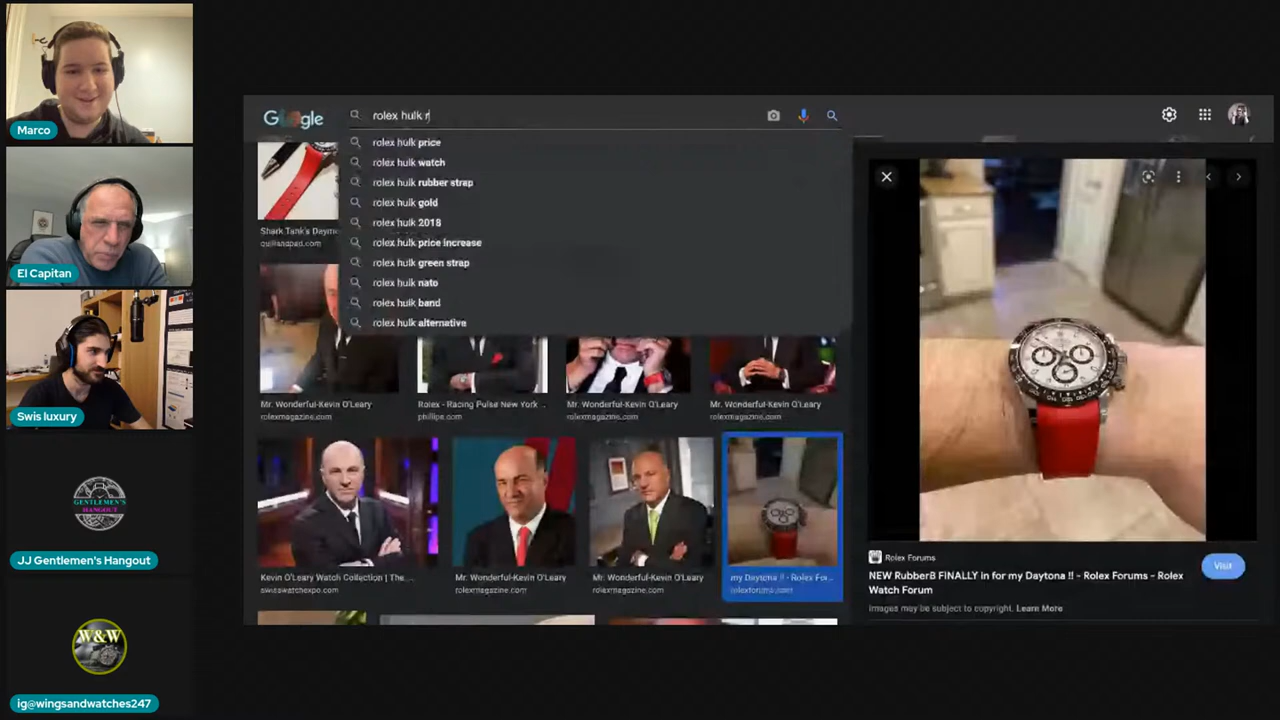 Marco
El Capitan
Swis luxury
GENTLEMEN'S
HANGOUT
JJ Gentlemen's Hangout
W&W
ig@wingsandwatches247
Google
rolex hulk r
rolex hulk price
rolex hulk watch
rolex hulk rubber strap
rolex hulk gold
rolex hulk 2018
rolex hulk price increase
rolex hulk green strap
rolex hulk nato
rolex hulk band
rolex hulk alternative
Shark Tank's Dayto
quillandpad.com
Mr. Wonderful-Kevin O'Leary
rolexmagazine.com
Rolex - Racing Pulse New York ...
phillips.com
Mr. Wonderful-Kevin O'Leary
rolexmagazine.com
Mr. Wonderful-Kevin O'Leary
rolexmagazine.com
Kevin O'Leary Watch Collection | The...
swisswatchexpo.com
Mr. Wonderful-Kevin O'Leary
rolexmagazine.com
Mr. Wonderful-Kevin O'Leary
rolexmagazine.com
my Daytona !! - Rolex For...
rolexforums.com
Rolex Forums
NEW RubberB FiNALLY in for my Daytona !! - Rolex Forums - Rolex
Watch Forum
Visit
Images may be subject to copyright. Learn More